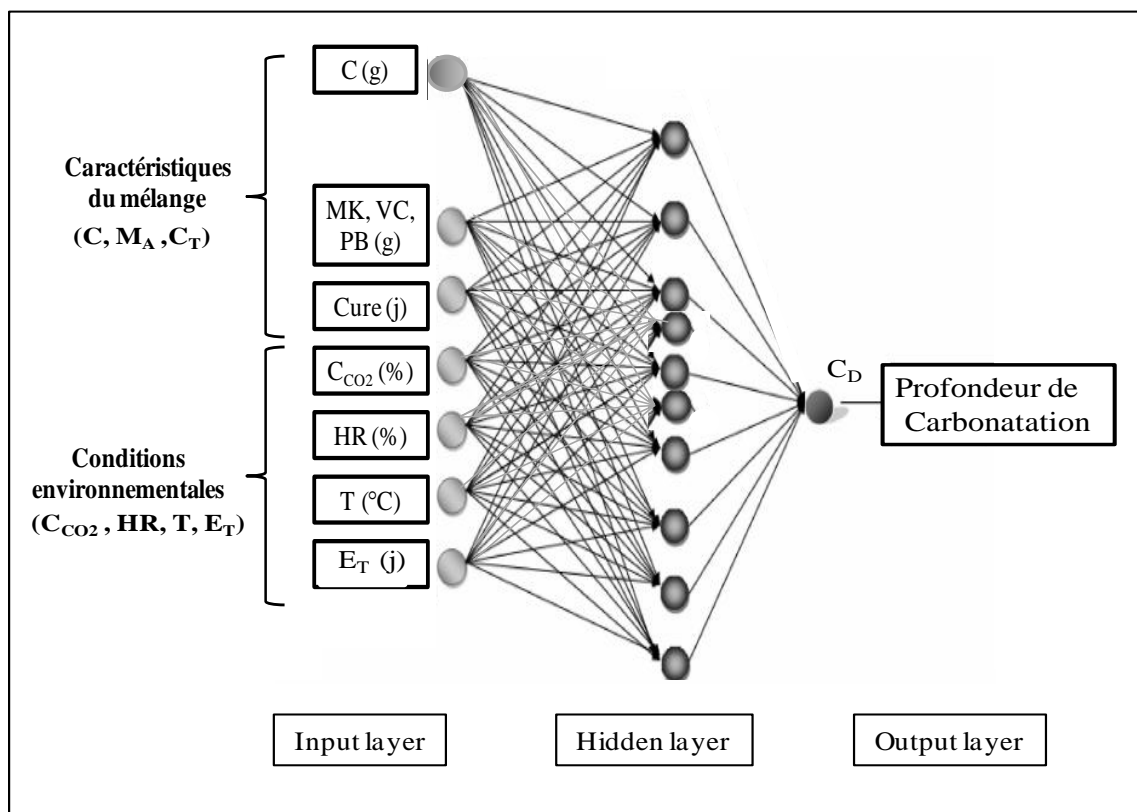 C (g)
Caractéristiques
du mélange
(C, M_A ,C_T)
MK, VC,
PB (g)
Cure (j)
C_CO2 (%)
HR (%)
T (°C)
E_T (j)
Conditions
environnementales
(C_CO2 , HR, T, E_T)
C_D
Profondeur de
Carbonatation
Input layer
Hidden layer
Output layer